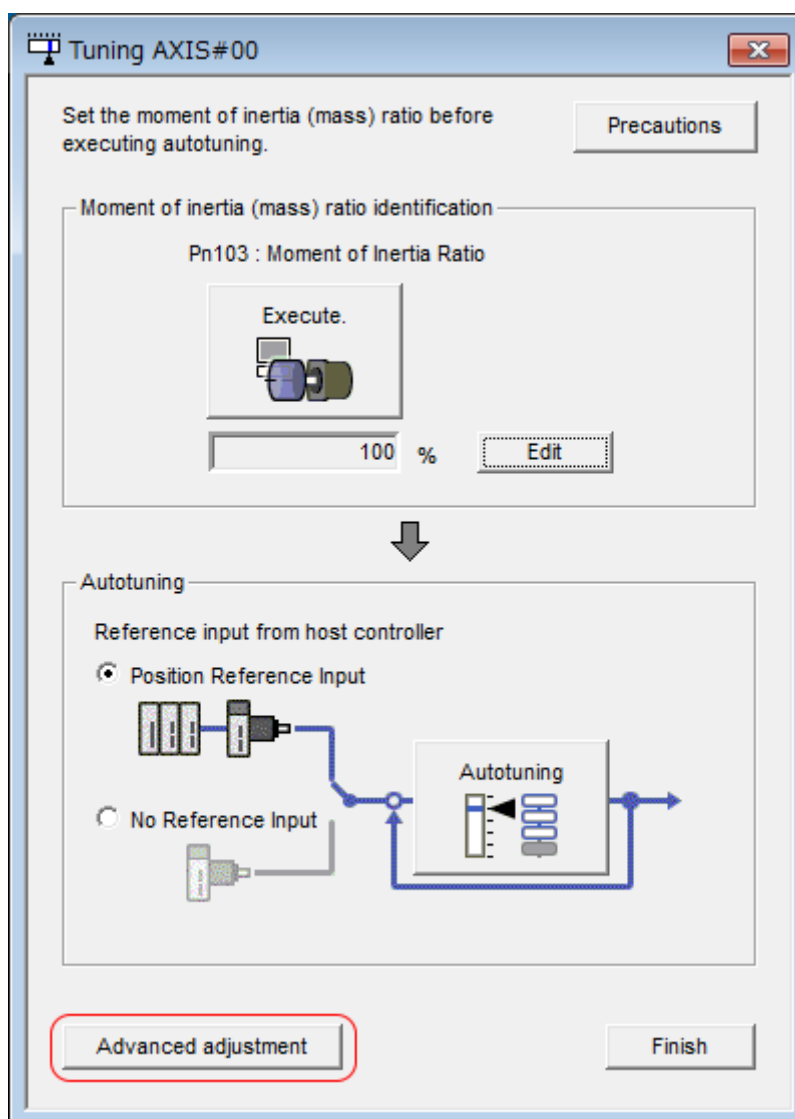 Tuning AXIS#00
Set the moment of inertia (mass) ratio before
executing autotuning.
Precautions
Moment of inertia (mass) ratio identification
Pn103 : Moment of Inertia Ratio
Execute.
100 %
Edit
Autotuning
Reference input from host controller
Position Reference Input
Autotuning
No Reference Input
Advanced adjustment
Finish